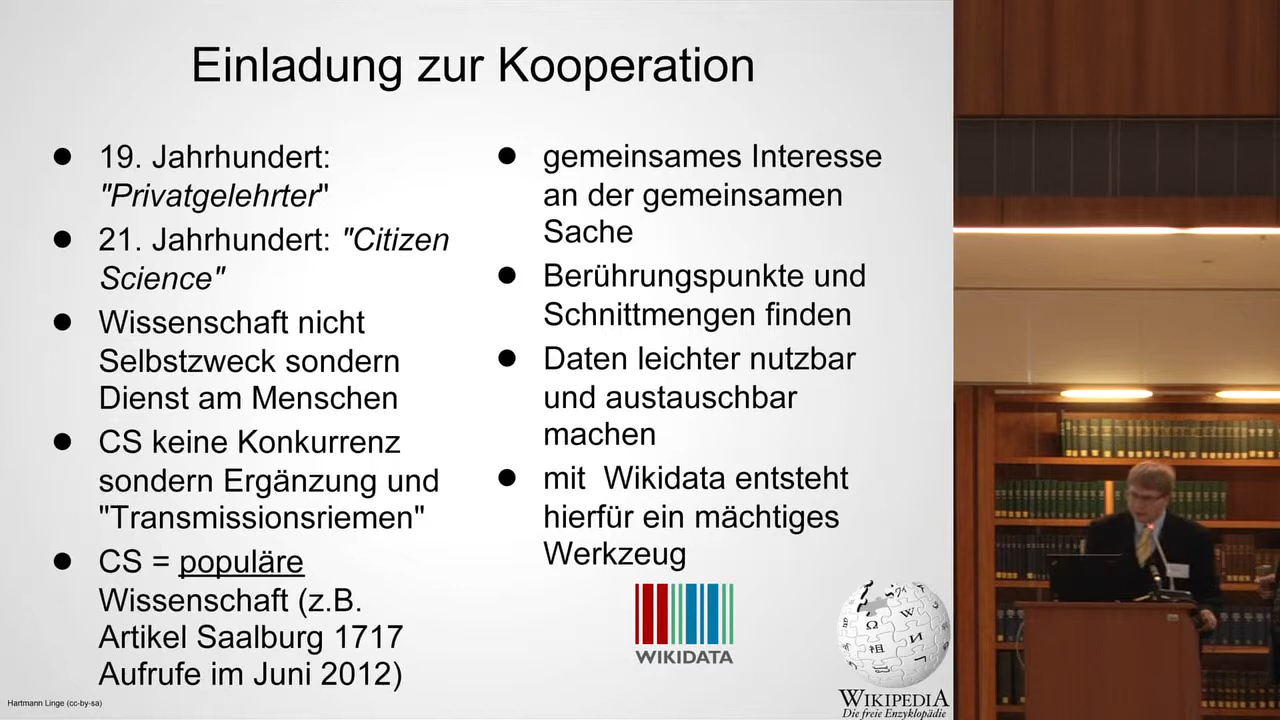 Einladung zur Kooperation
● 19. Jahrhundert:
"Privatgelehrter"
● 21. Jahrhundert: "Citizen
Science"
● Wissenschaft nicht
Selbstzweck sondern
Dienst am Menschen
● CS keine Konkurrenz
sondern Ergänzung und
"Transmissionsriemen"
● CS = populäre
Wissenschaft (z.B.
Artikel Saalburg 1717
Aufrufe im Juni 2012)
● gemeinsames Interesse
an der gemeinsamen
Sache
● Berührungspunkte und
Schnittmengen finden
● Daten leichter nutzbar
und austauschbar
machen
● mit  Wikidata entsteht
hierfür ein mächtiges
Werkzeug
WIKIDATA
WIKIPEDIA
Die freie Enzyklopädie
Hartmann Linge (cc-by-sa)